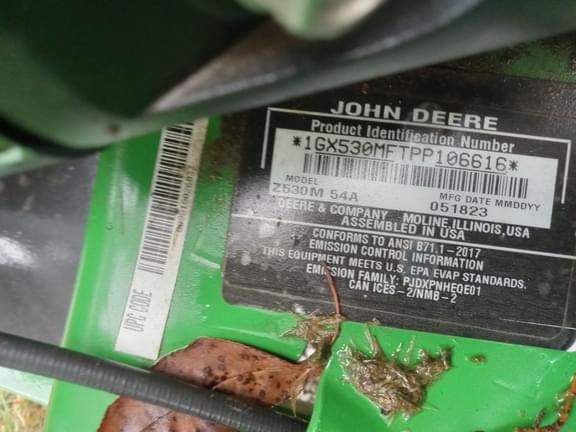 JOHN DEERE
Product Identification Number
*1GX530MFTPP106616*
MODEL
Z530M 54A
MFG DATE MMDDYY
051823
DEERE & COMPANY MOLINE, ILLINOIS, USA
ASSEMBLED IN USA
CONFORMS TO ANSI B71.1-2017
EMISSION CONTROL INFORMATION
THIS EQUIPMENT MEETS U.S. EPA EVAP STANDARDS.
EMISSION FAMILY: PJDXPNHEQE01
CAN ICES-2/NMB-2
UPC CODE